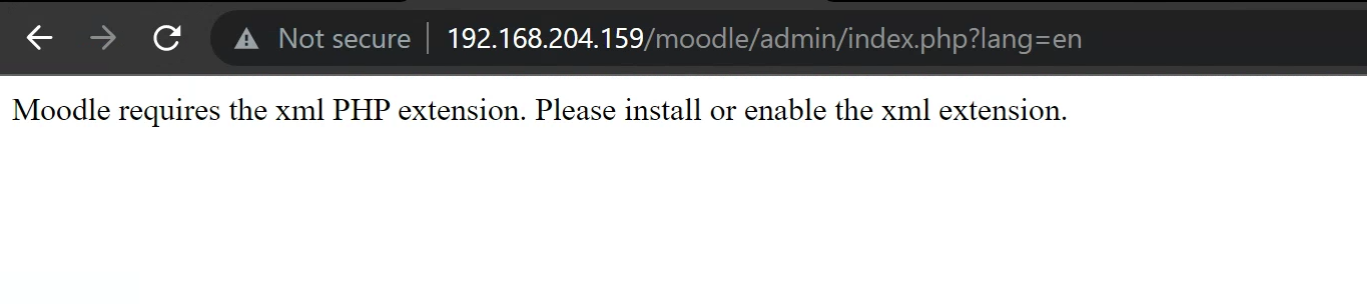 Not secure | 192.168.204.159/moodle/admin/index.php?lang=en
Moodle requires the xml PHP extension. Please install or enable the xml extension.